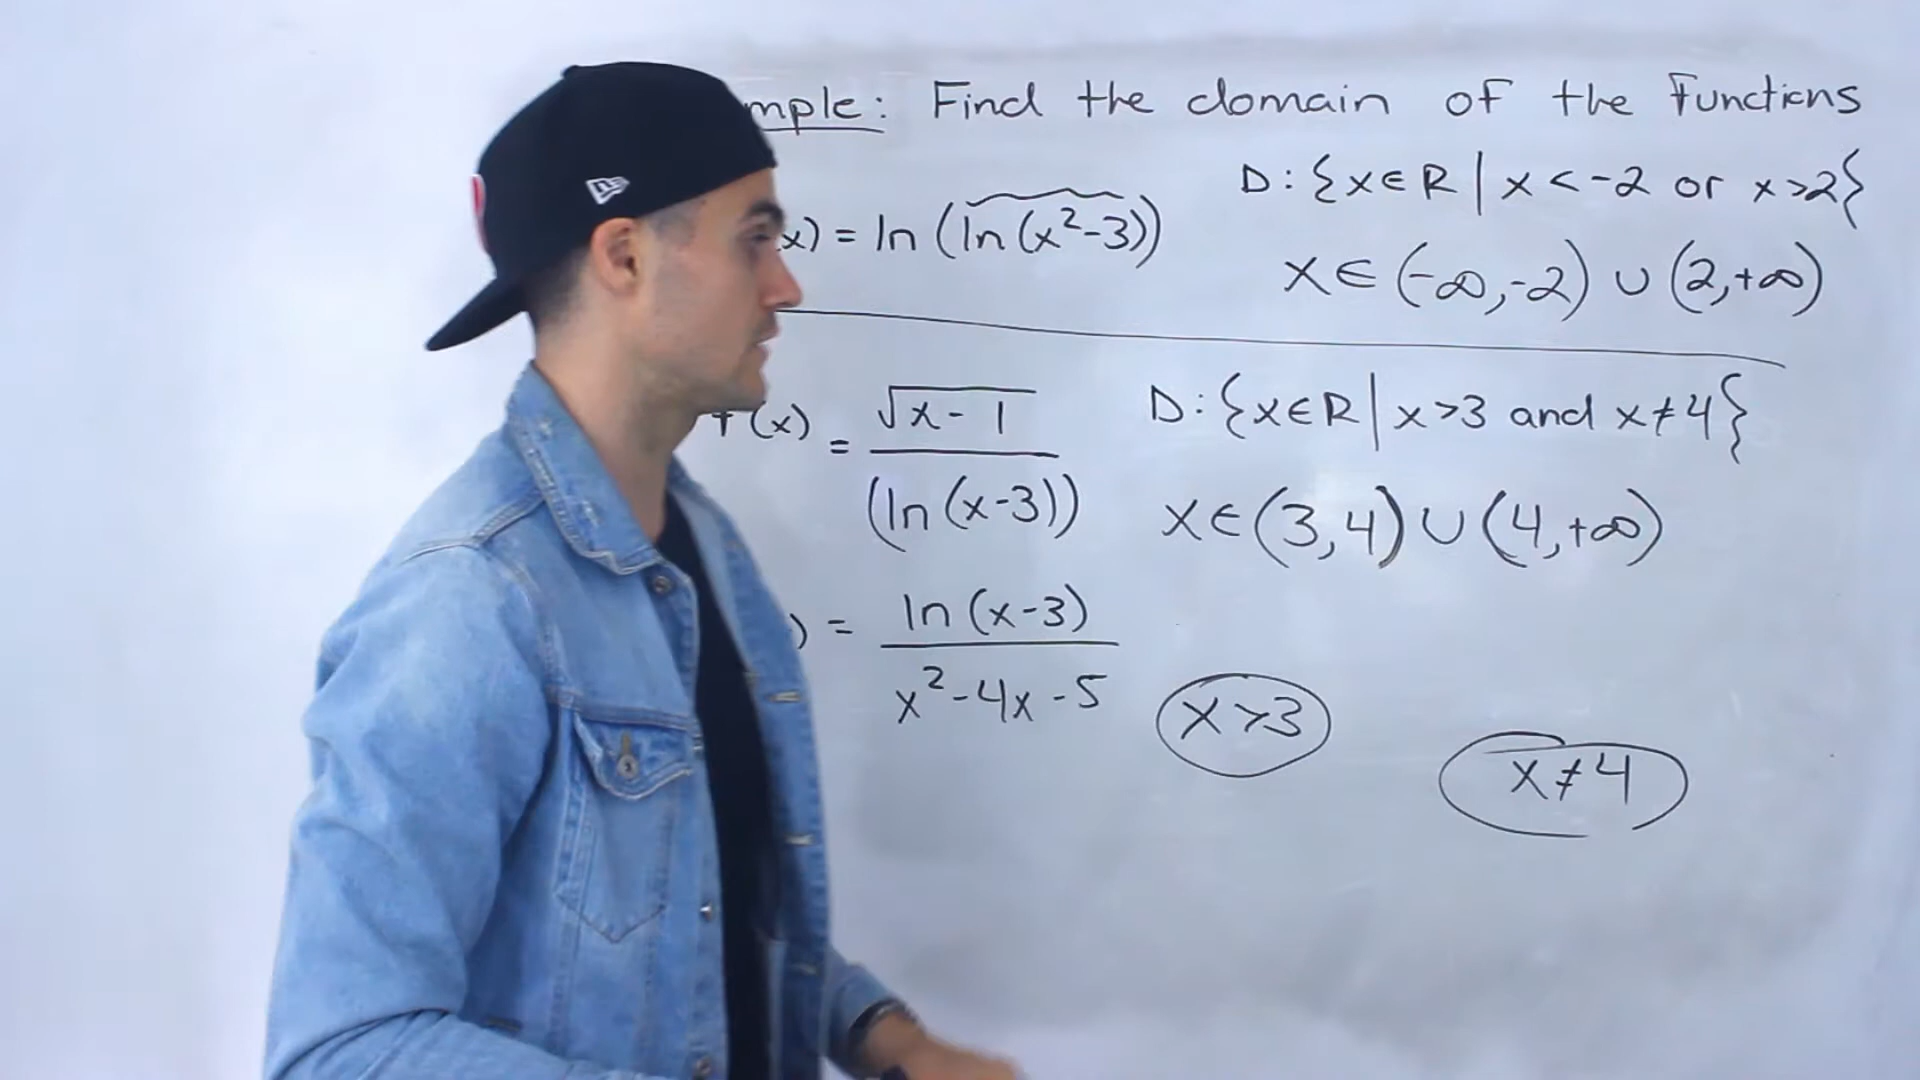 mple: Find the domain of the functions
x) = ln (ln (x²-3))
D: {x∈R | x < -2 or x >2}
x∈ (-∞,-2) ∪ (2,+∞)
f(x) = √x-1 / (ln (x-3))
D: {x∈R | x >3 and x≠4}
x∈ (3,4) ∪ (4,+∞)
) = ln (x-3) / x²-4x-5
x >3
x≠4